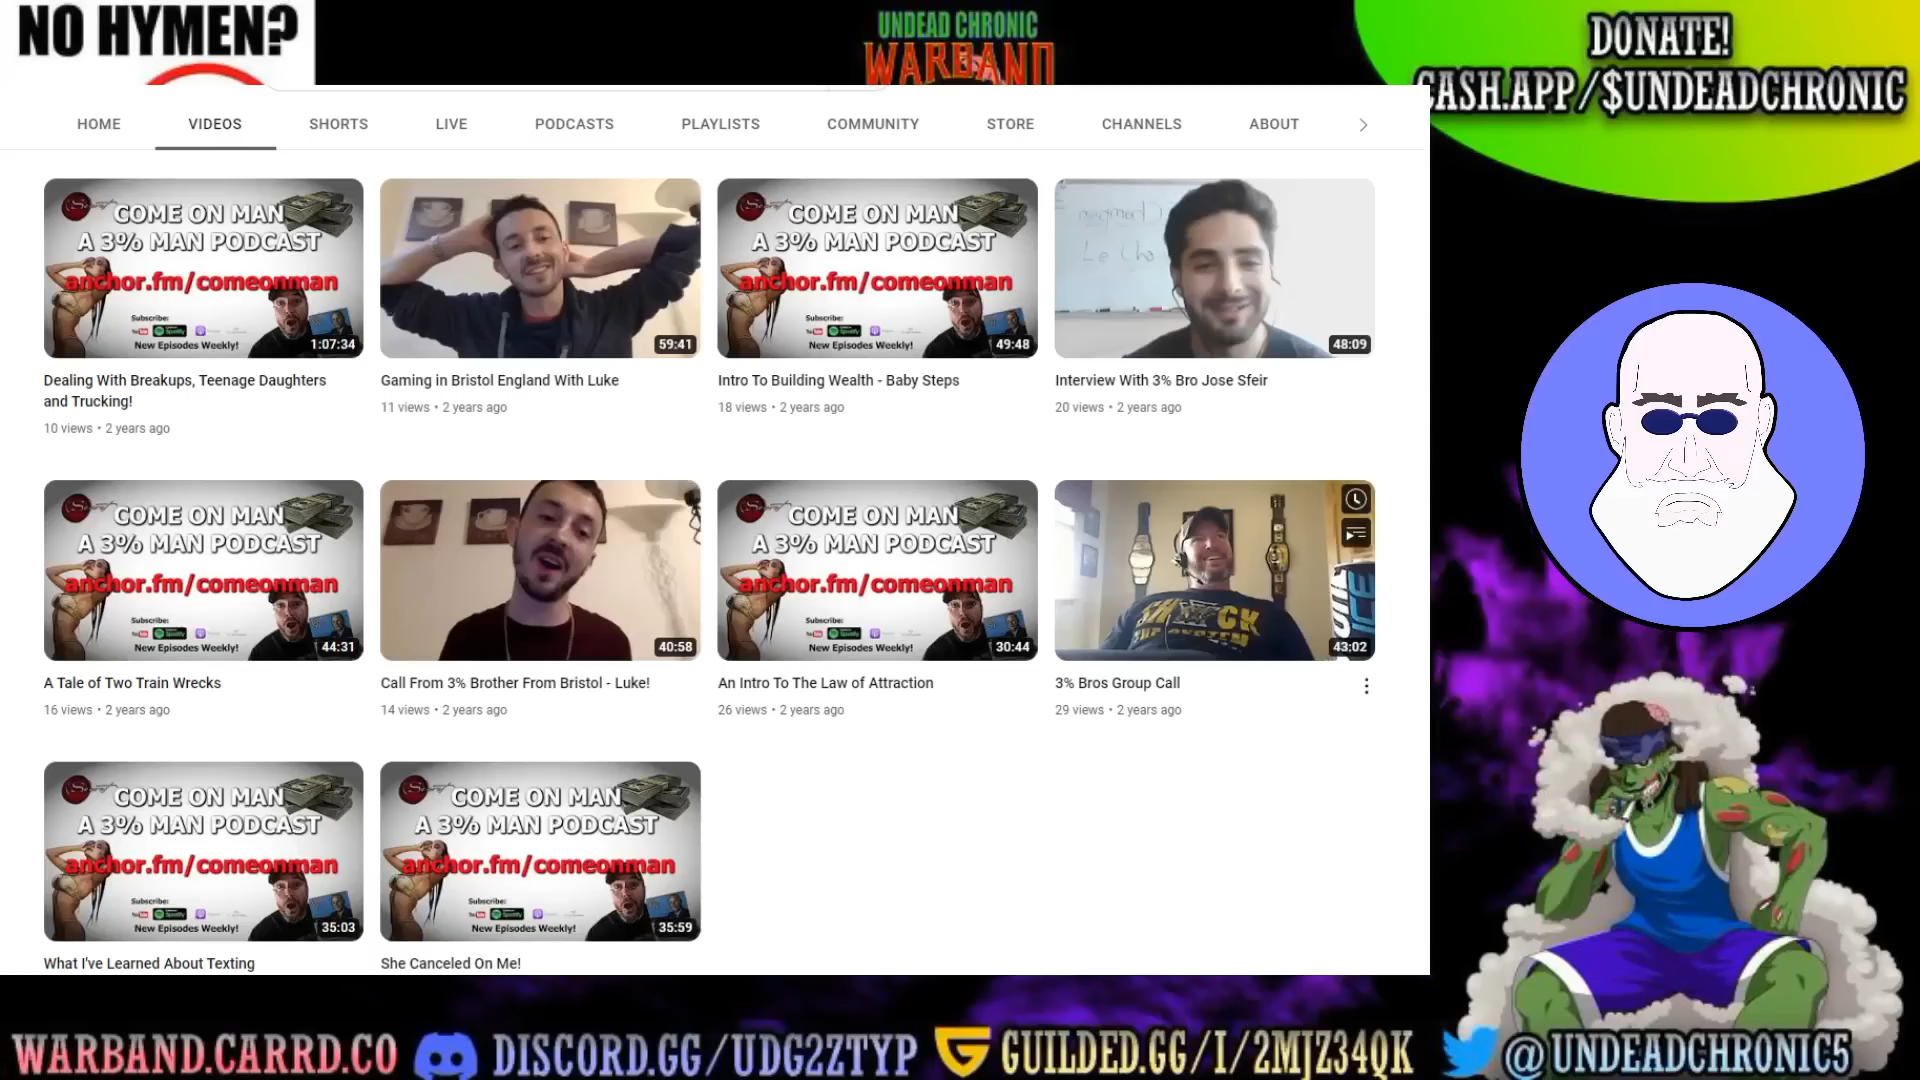 NO HYMEN?
UNDEAD CHRONIC
WARBAND
DONATE!
CASH.APP/$UNDEADCHRONIC
HOME VIDEOS SHORTS LIVE PODCASTS PLAYLISTS COMMUNITY STORE CHANNELS ABOUT
COME ON MAN
A 3% MAN PODCAST
anchor.fm/comeonman
Subscribe:
New Episodes Weekly!
1:07:34
59:41
COME ON MAN
A 3% MAN PODCAST
anchor.fm/comeonman
Subscribe:
New Episodes Weekly!
49:48
48:09
Dealing With Breakups, Teenage Daughters
and Trucking!
10 views • 2 years ago
Gaming in Bristol England With Luke
11 views • 2 years ago
Intro To Building Wealth - Baby Steps
18 views • 2 years ago
Interview With 3% Bro Jose Sfeir
20 views • 2 years ago
COME ON MAN
A 3% MAN PODCAST
anchor.fm/comeonman
Subscribe:
New Episodes Weekly!
44:31
40:58
COME ON MAN
A 3% MAN PODCAST
anchor.fm/comeonman
Subscribe:
New Episodes Weekly!
30:44
43:02
A Tale of Two Train Wrecks
16 views • 2 years ago
Call From 3% Brother From Bristol - Luke!
14 views • 2 years ago
An Intro To The Law of Attraction
26 views • 2 years ago
3% Bros Group Call
29 views • 2 years ago
COME ON MAN
A 3% MAN PODCAST
anchor.fm/comeonman
Subscribe:
New Episodes Weekly!
35:03
COME ON MAN
A 3% MAN PODCAST
anchor.fm/comeonman
Subscribe:
New Episodes Weekly!
35:59
What I've Learned About Texting
She Canceled On Me!
WARBAND.CARRD.CO
DISCORD.GG/UDG2ZTYP
GUILDED.GG/I/2MJZ34QK
@UNDEADCHRONIC5